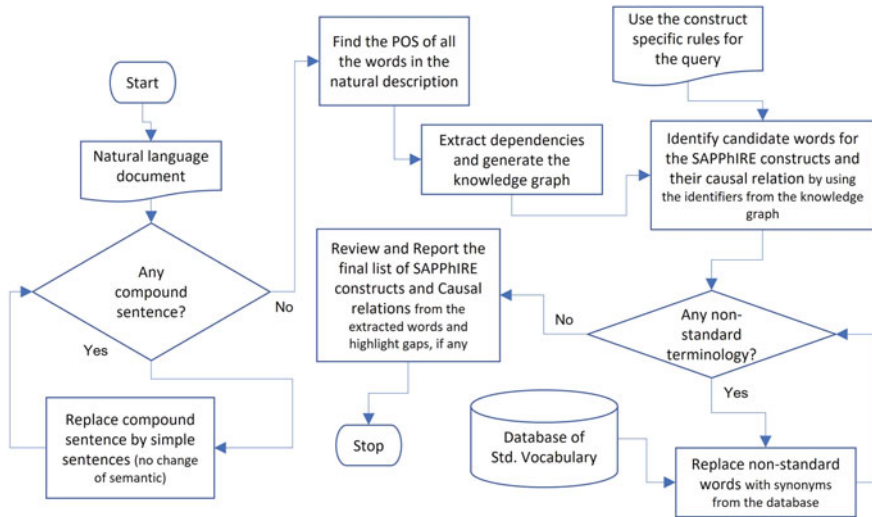 Start
Natural language
document
Any
compound
sentence?
No
Yes
Replace compound
sentence by simple
sentences (no change
of semantic)
Find the POS of all
the words in the
natural description
Extract dependencies
and generate the
knowledge graph
Use the construct
specific rules for
the query
Identify candidate words for
the SAPPhIRE constructs and
their causal relation by using
the identifiers from the knowledge
graph
Any non-
standard
terminology?
No
Yes
Review and Report the
final list of SAPPhIRE
constructs and Causal
relations from the
extracted words and
highlight gaps, if any
Stop
Database of
Std. Vocabulary
Replace non-standard
words with synonyms
from the database